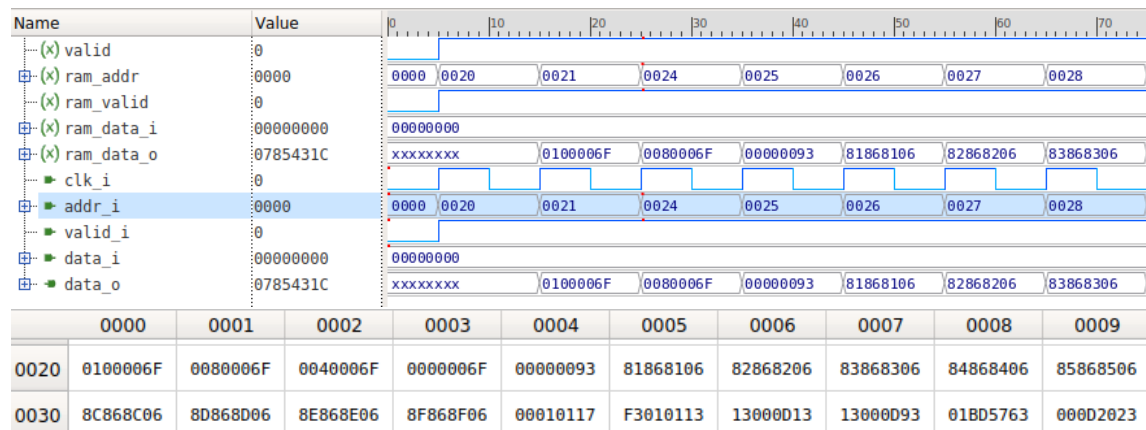 Name Value 0 10 20 30 40 50 60 70
(x) valid 0
(x) ram_addr 0000 0000 0020 0021 0024 0025 0026 0027 0028
(x) ram_valid 0
(x) ram_data_i 00000000 00000000
(x) ram_data_o 0785431C xxxxxxxx 0100006F 0080006F 00000093 81868106 82868206 83868306
clk_i 0
addr_i 0000 0000 0020 0021 0024 0025 0026 0027 0028
valid_i 0
data_i 00000000 00000000
data_o 0785431C xxxxxxxx 0100006F 0080006F 00000093 81868106 82868206 83868306
0000 0001 0002 0003 0004 0005 0006 0007 0008 0009
0020 0100006F 0080006F 0040006F 0000006F 00000093 81868106 82868206 83868306 84868406 85868506
0030 8C868C06 8D868D06 8E868E06 8F868F06 00010117 F3010113 13000D13 13000D93 01BD5763 000D2023